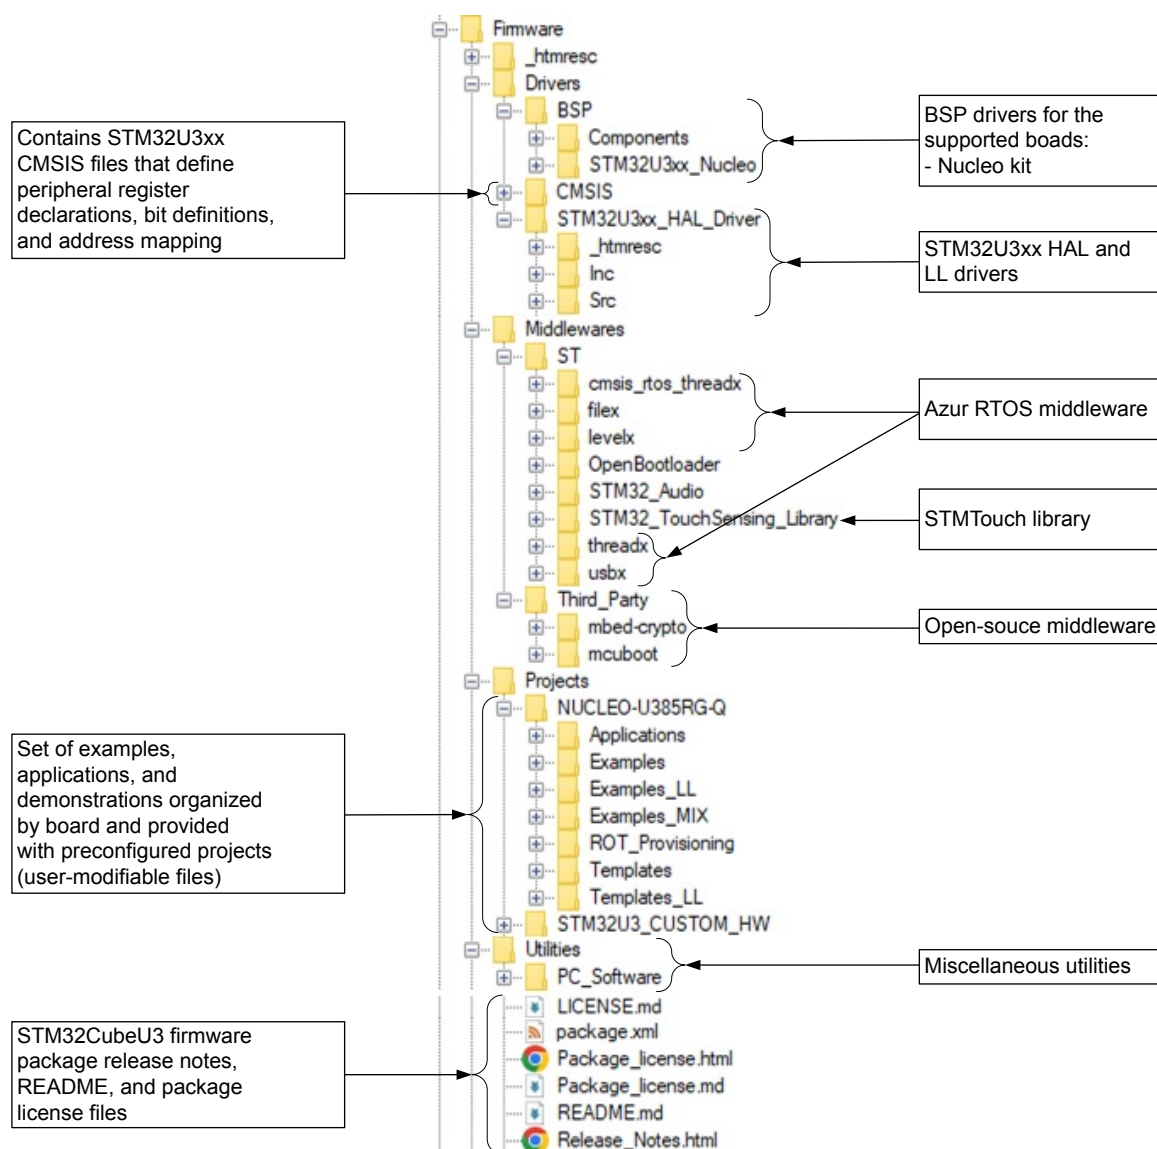 Firmware
_htmresc
Drivers
BSP
Components
STM32U3xx_Nucleo
CMSIS
STM32U3xx_HAL_Driver
_htmresc
Inc
Src
Middlewares
ST
cmsis_rtos_threadx
filex
levelx
OpenBootloader
STM32_Audio
STM32_TouchSensing_Library
threadx
usbx
Third_Party
mbed-crypto
mcuboot
Projects
NUCLEO-U385RG-Q
Applications
Examples
Examples_LL
Examples_MIX
ROT_Provisioning
Templates
Templates_LL
STM32U3_CUSTOM_HW
Utilities
PC_Software
LICENSE.md
package.xml
Package_license.html
Package_license.md
README.md
Release_Notes.html
Contains STM32U3xx
CMSIS files that define
peripheral register
declarations, bit definitions,
and address mapping
Set of examples,
applications, and
demonstrations organized
by board and provided
with preconfigured projects
(user-modifiable files)
STM32CubeU3 firmware
package release notes,
README, and package
license files
BSP drivers for the
supported boads:
- Nucleo kit
STM32U3xx HAL and
LL drivers
Azur RTOS middleware
STMTouch library
Open-souce middleware
Miscellaneous utilities